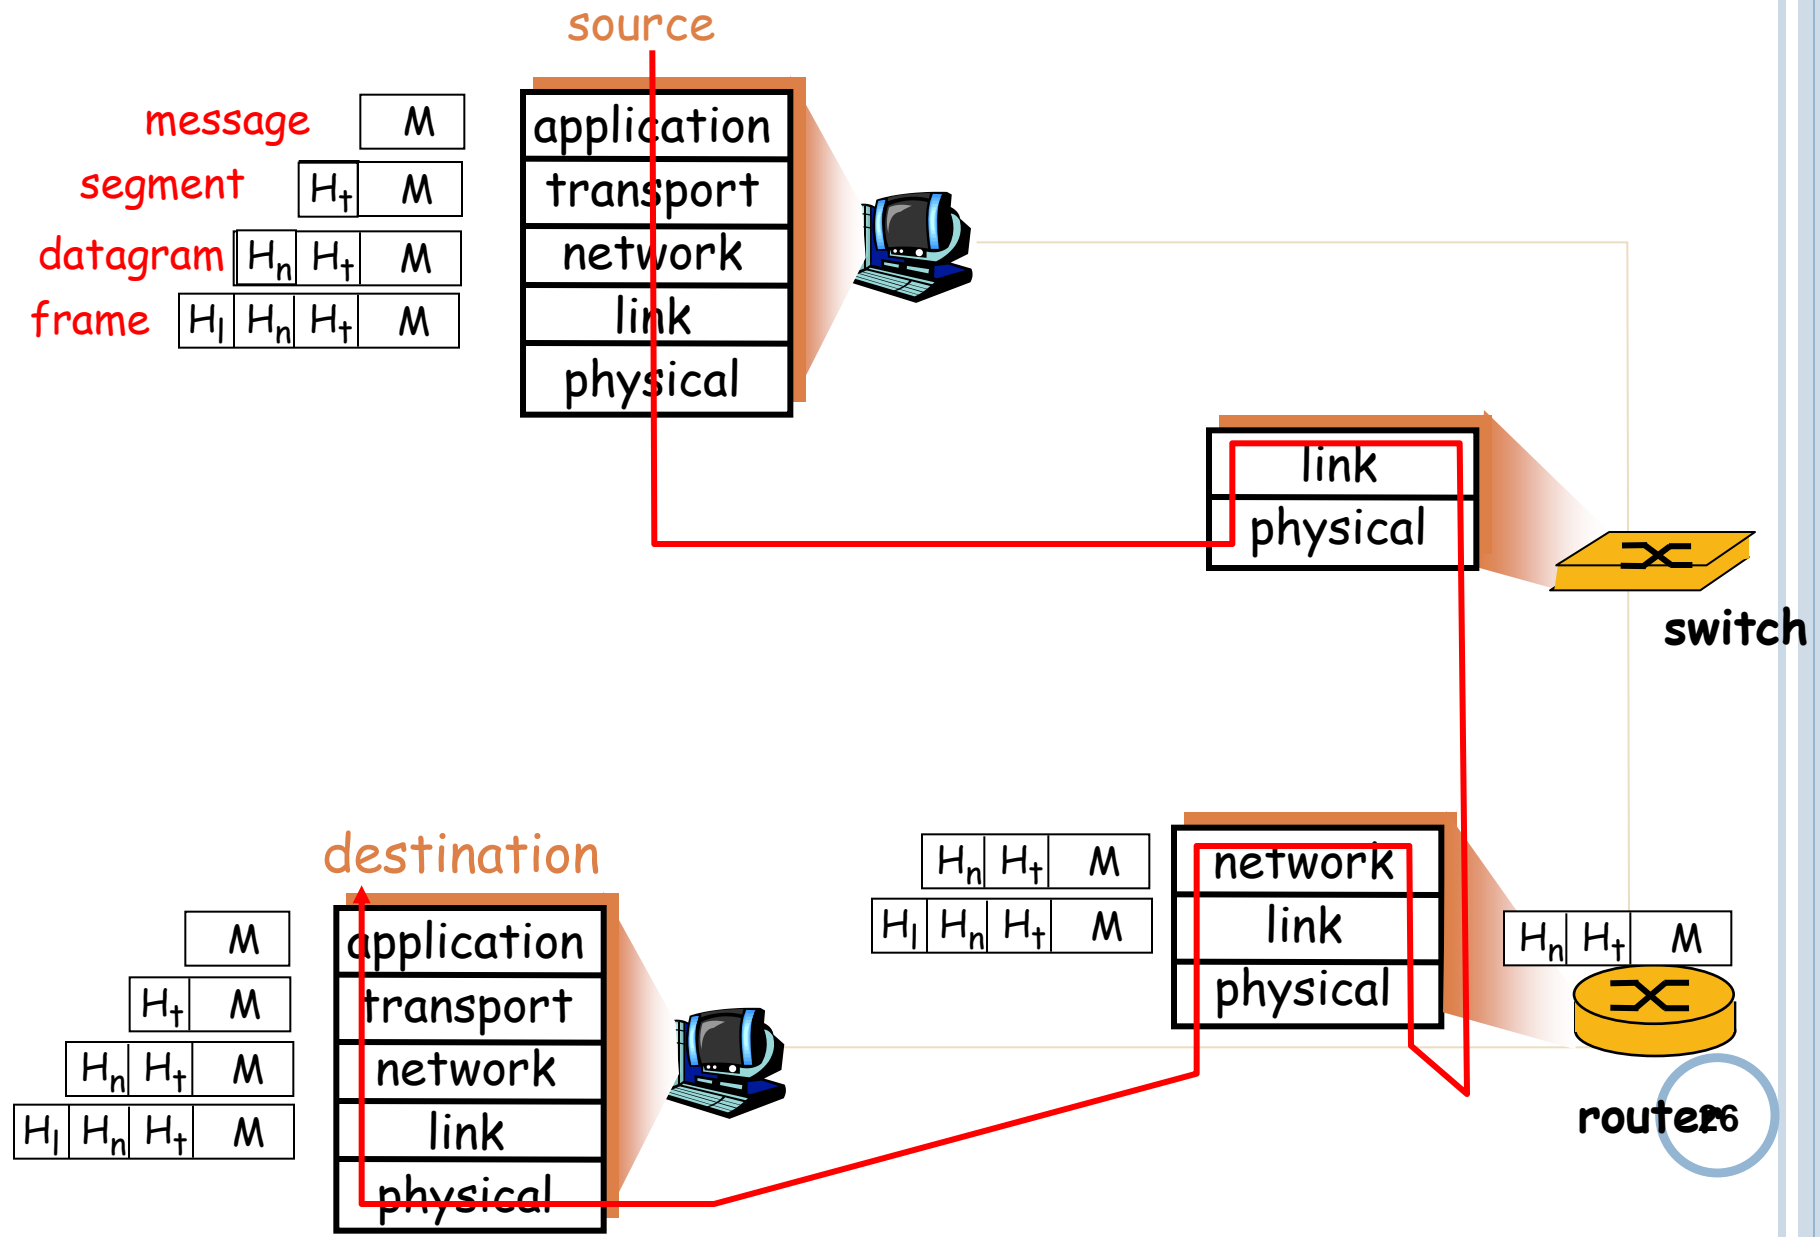 source
message M application
segment Ht M transport
datagram Hn Ht M network
frame Hl Hn Ht M link
physical
link
physical
switch
destination
Hn Ht M network
Hl Hn Ht M link
physical
Hn Ht M
router
26
M application
Ht M transport
Hn Ht M network
Hl Hn Ht M link
physical